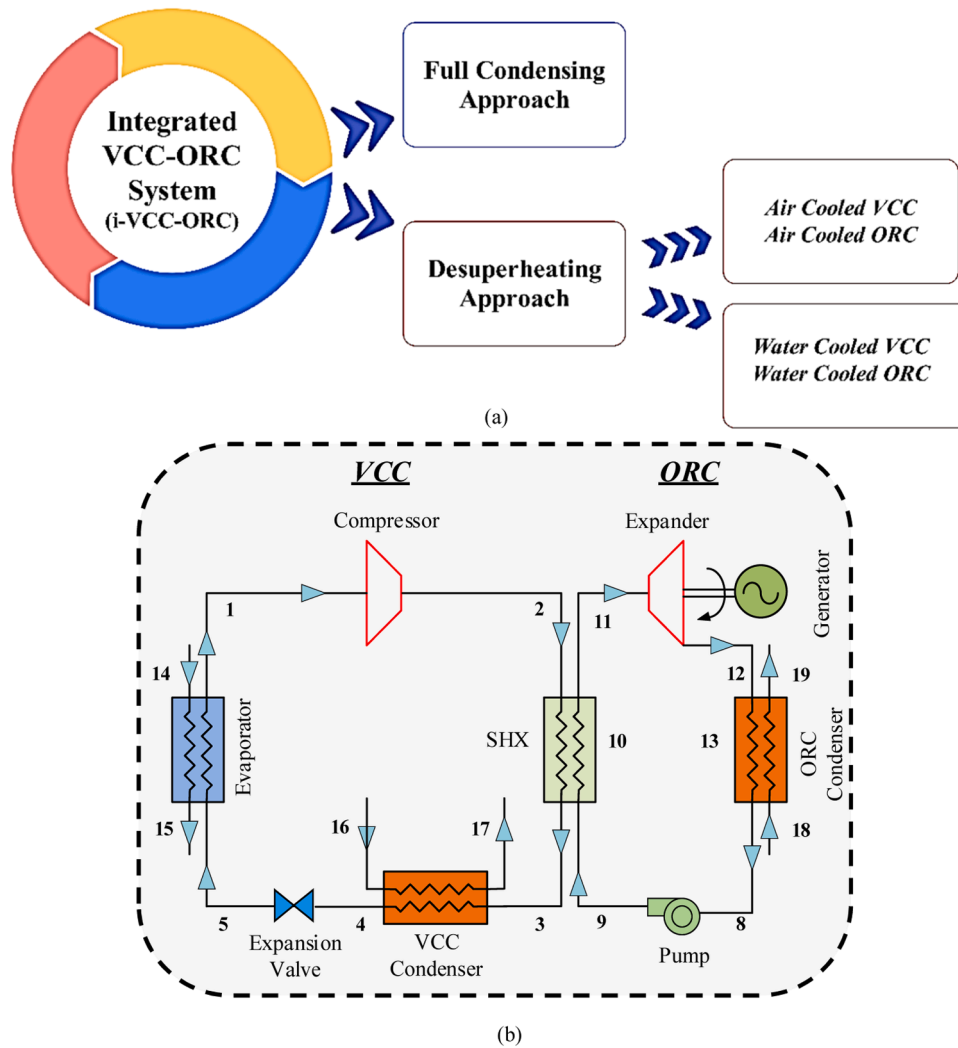 Integrated
VCC-ORC
System
(i-VCC-ORC)
Full Condensing
Approach
Desuperheating
Approach
Air Cooled VCC
Air Cooled ORC
Water Cooled VCC
Water Cooled ORC
(a)
VCC
ORC
Compressor
Expander
Generator
1
2
11
12
14
19
Evaporator
SHX
10
13
ORC
Condenser
15
16
17
18
5
4
3
9
8
Expansion
Valve
VCC
Condenser
Pump
(b)